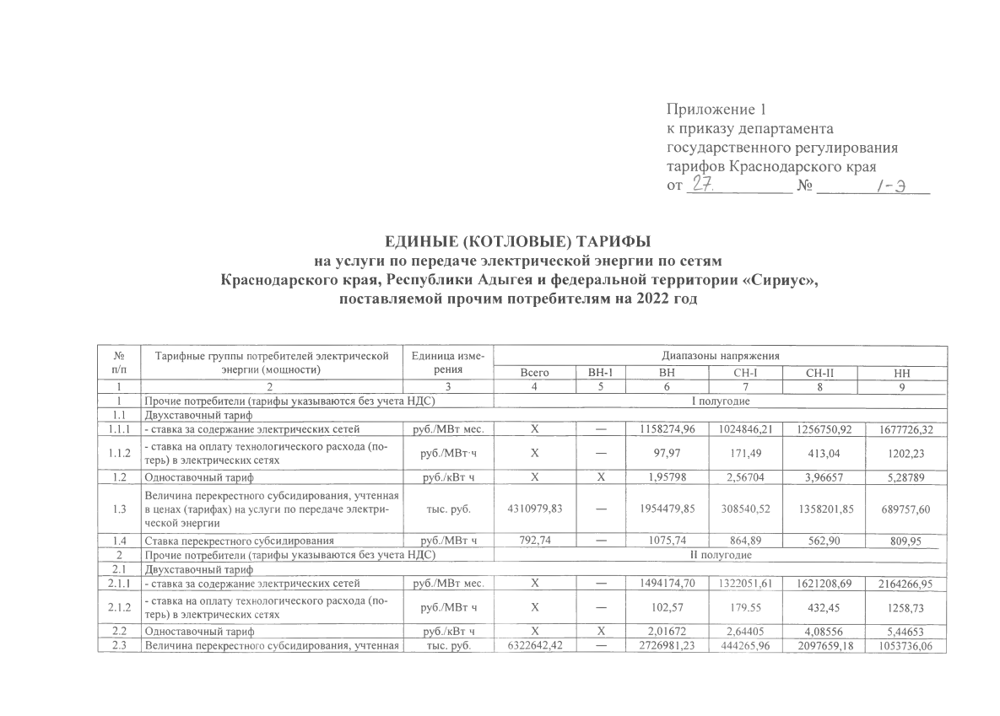 Приложение 1
к приказу департамента
государственного регулирования
тарифов Краснодарского края
от 27. № 1-Э
ЕДИНЫЕ (КОТЛОВЫЕ) ТАРИФЫ
на услуги по передаче электрической энергии по сетям
Краснодарского края, Республики Адыгея и федеральной территории «Сириус»,
поставляемой прочим потребителям на 2022 год
№ п/п Тарифные группы потребителей электрической энергии (мощности) Единица изме-рения Диапазоны напряжения
Всего ВН-1 ВН СН-I СН-II НН
1 2 3 4 5 6 7 8 9
1 Прочие потребители (тарифы указываются без учета НДС) I полугодие
1.1 Двухставочный тариф
1.1.1 - ставка за содержание электрических сетей руб./МВт мес. Х — 1158274,96 1024846,21 1256750,92 1677726,32
1.1.2 - ставка на оплату технологического расхода (по-
терь) в электрических сетях руб./МВт·ч Х — 97,97 171,49 413,04 1202,23
1.2 Одноставочный тариф руб./кВт ч Х Х 1,95798 2,56704 3,96657 5,28789
1.3 Величина перекрестного субсидирования, учтенная
в ценах (тарифах) на услуги по передаче электри-
ческой энергии тыс. руб. 4310979,83 — 1954479,85 308540,52 1358201,85 689757,60
1.4 Ставка перекрестного субсидирования руб./МВт ч 792,74 — 1075,74 864,89 562,90 809,95
2 Прочие потребители (тарифы указываются без учета НДС) II полугодие
2.1 Двухставочный тариф
2.1.1 - ставка за содержание электрических сетей руб./МВт мес. Х — 1494174,70 1322051,61 1621208,69 2164266,95
2.1.2 - ставка на оплату технологического расхода (по-
терь) в электрических сетях руб./МВт ч Х — 102,57 179.55 432,45 1258,73
2.2 Одноставочный тариф руб./кВт ч Х Х 2,01672 2,64405 4,08556 5,44653
2.3 Величина перекрестного субсидирования, учтенная тыс. руб. 6322642,42 — 2726981,23 444265,96 2097659,18 1053736,06